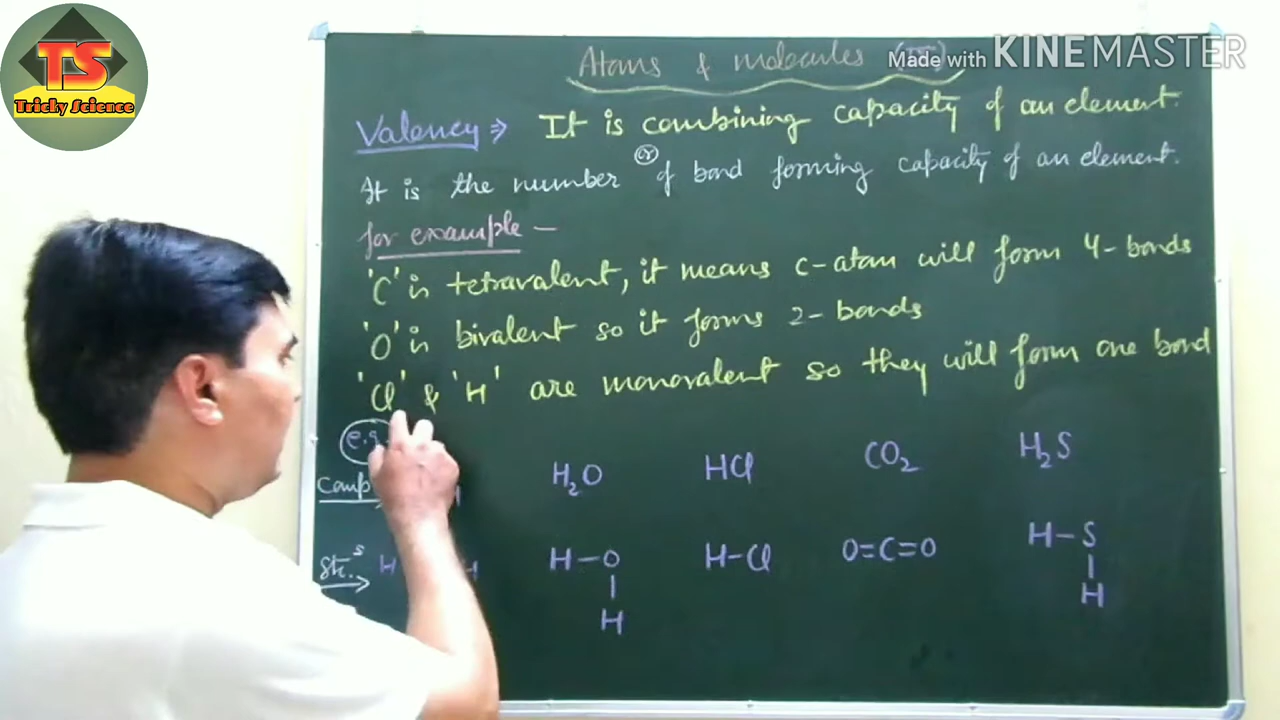 TS
Tricky Science
Made with KINEMASTER
Atoms & molecules
Valency ⇒ It is combining capacity of an element.
(or)
It is the number of bond forming capacity of an element.
for example –
'C' is tetravalent, it means C-atom will form 4-bonds
'O' is bivalent so it forms 2-bonds
'Cl' & 'H' are monovalent so they will form one bond
e.g.
H₂O HCl CO₂ H₂S
Str.ˢ H H H–O H–Cl O=C=O H–S
| |
H H